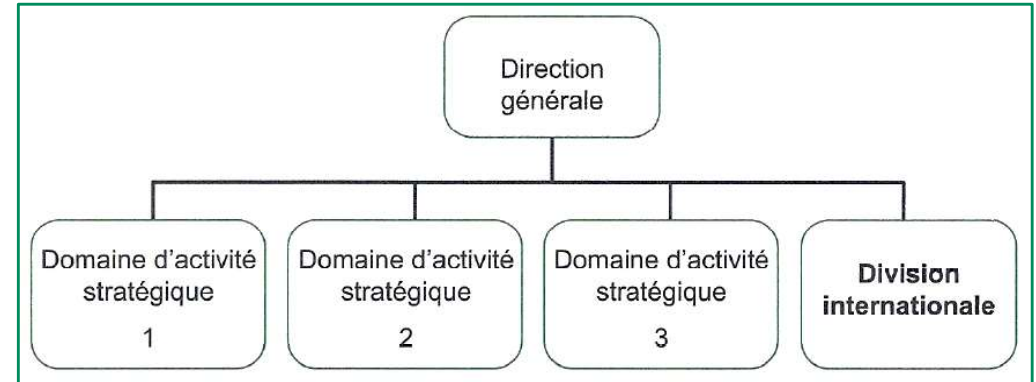 Direction
générale
Domaine d'activité
stratégique
1
Domaine d'activité
stratégique
2
Domaine d'activité
stratégique
3
Division
internationale